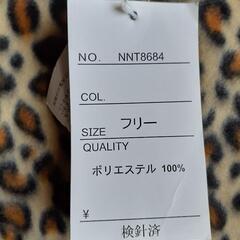 NO. NNT8684
COL.
SIZE フリー
QUALITY
ポリエステル 100%
¥
検針済